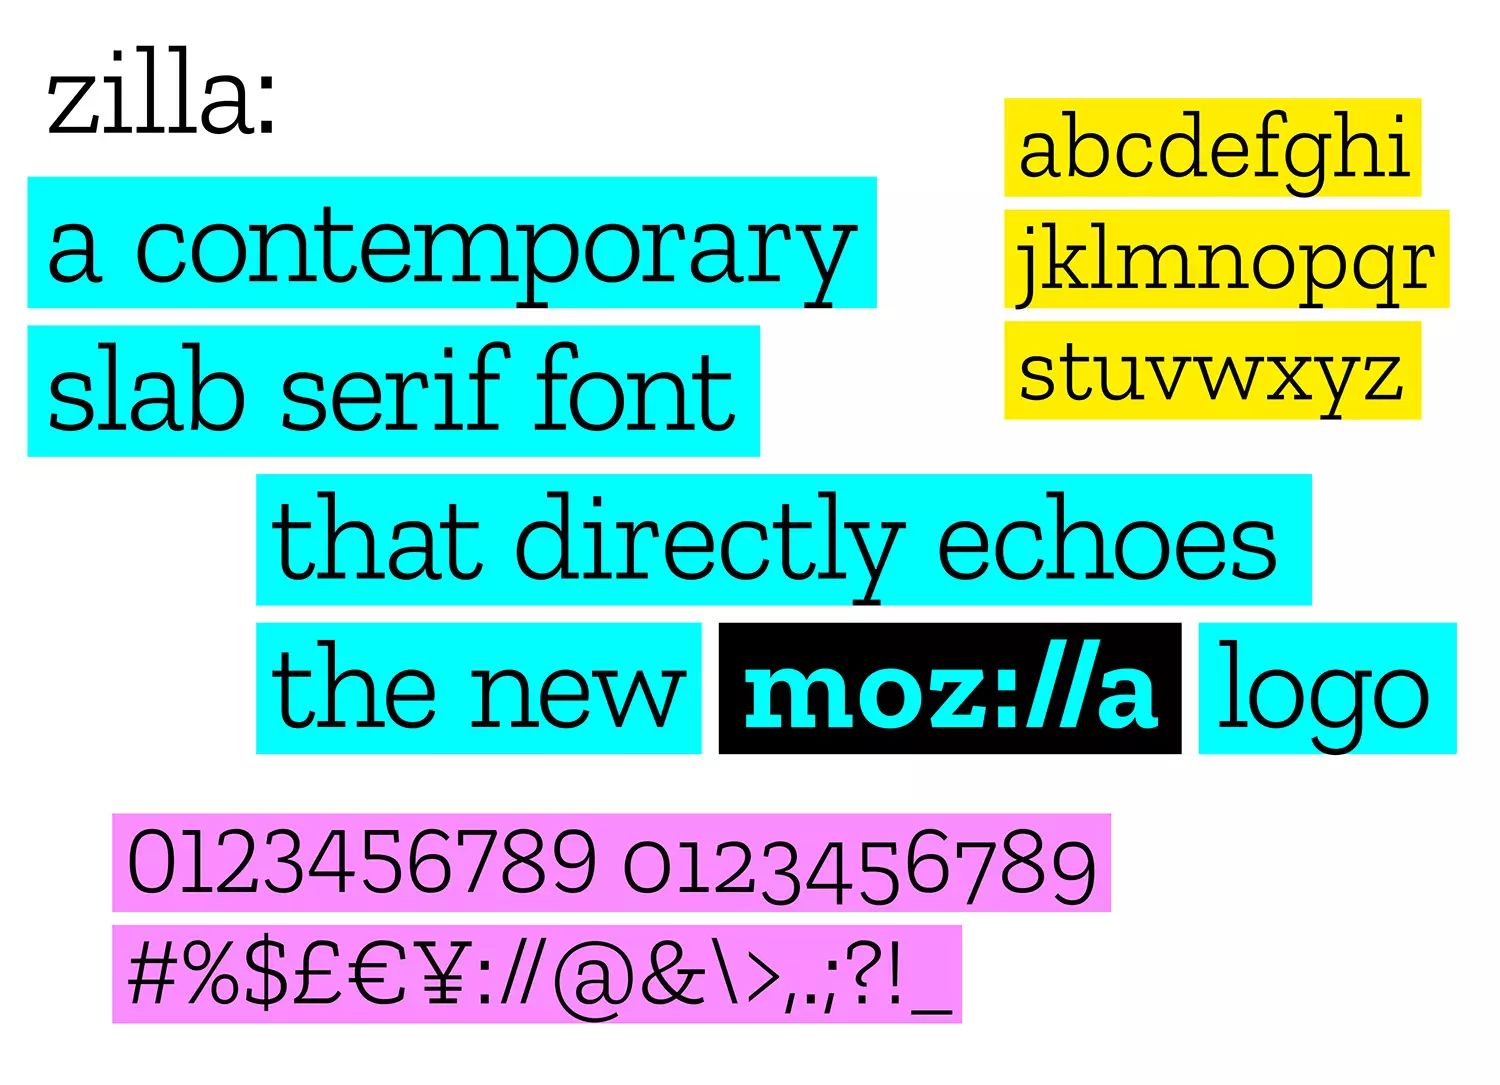 zilla:
a contemporary
slab serif font
that directly echoes
the new moz://a logo
abcdefghi
jklmnopqr
stuvwxyz
0123456789 0123456789
#%$£€¥://@&\>,.;?!_